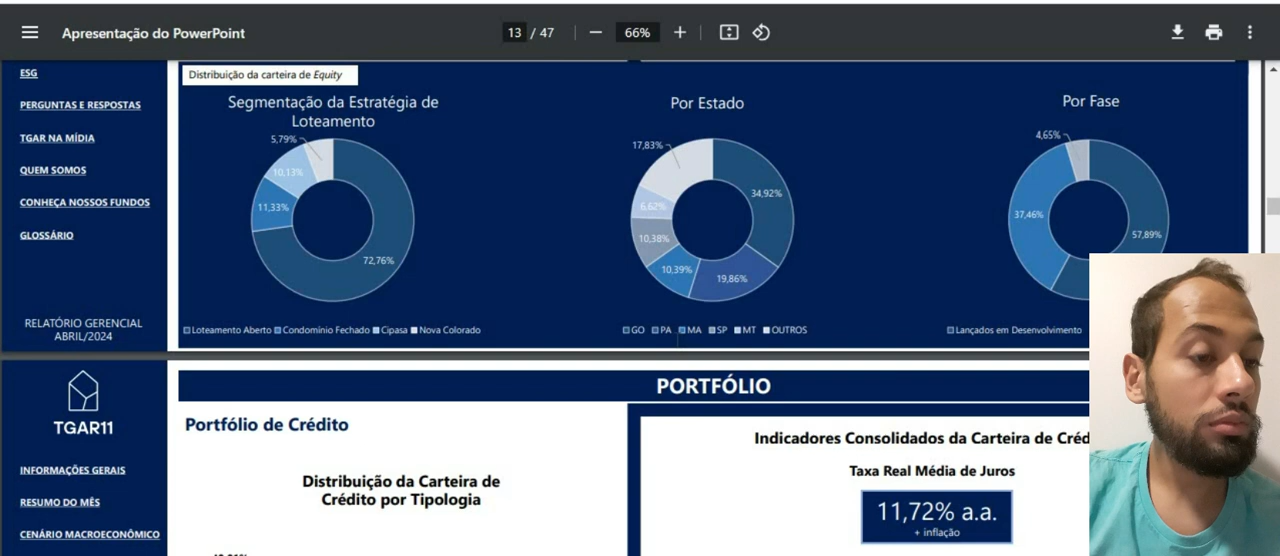 Apresentação do PowerPoint
13 / 47
66%
ESG
PERGUNTAS E RESPOSTAS
TGAR NA MÍDIA
QUEM SOMOS
CONHEÇA NOSSOS FUNDOS
GLOSSÁRIO
RELATÓRIO GERENCIAL
ABRIL/2024
Distribuição da carteira de Equity
Segmentação da Estratégia de
Loteamento
5,79%
10,13%
11,33%
72,76%
Loteamento Aberto Condomínio Fechado Cipasa Nova Colorado
Por Estado
17,83%
34,92%
6,62%
10,38%
10,39%
19,86%
GO PA MA SP MT OUTROS
Por Fase
4,65%
37,46%
57,89%
Lançados em Desenvolvimento
TGAR11
INFORMAÇÕES GERAIS
RESUMO DO MÊS
CENÁRIO MACROECONÔMICO
PORTFÓLIO
Portfólio de Crédito
Distribuição da Carteira de
Crédito por Tipologia
Indicadores Consolidados da Carteira de Créd
Taxa Real Média de Juros
11,72% a.a.
+ inflação